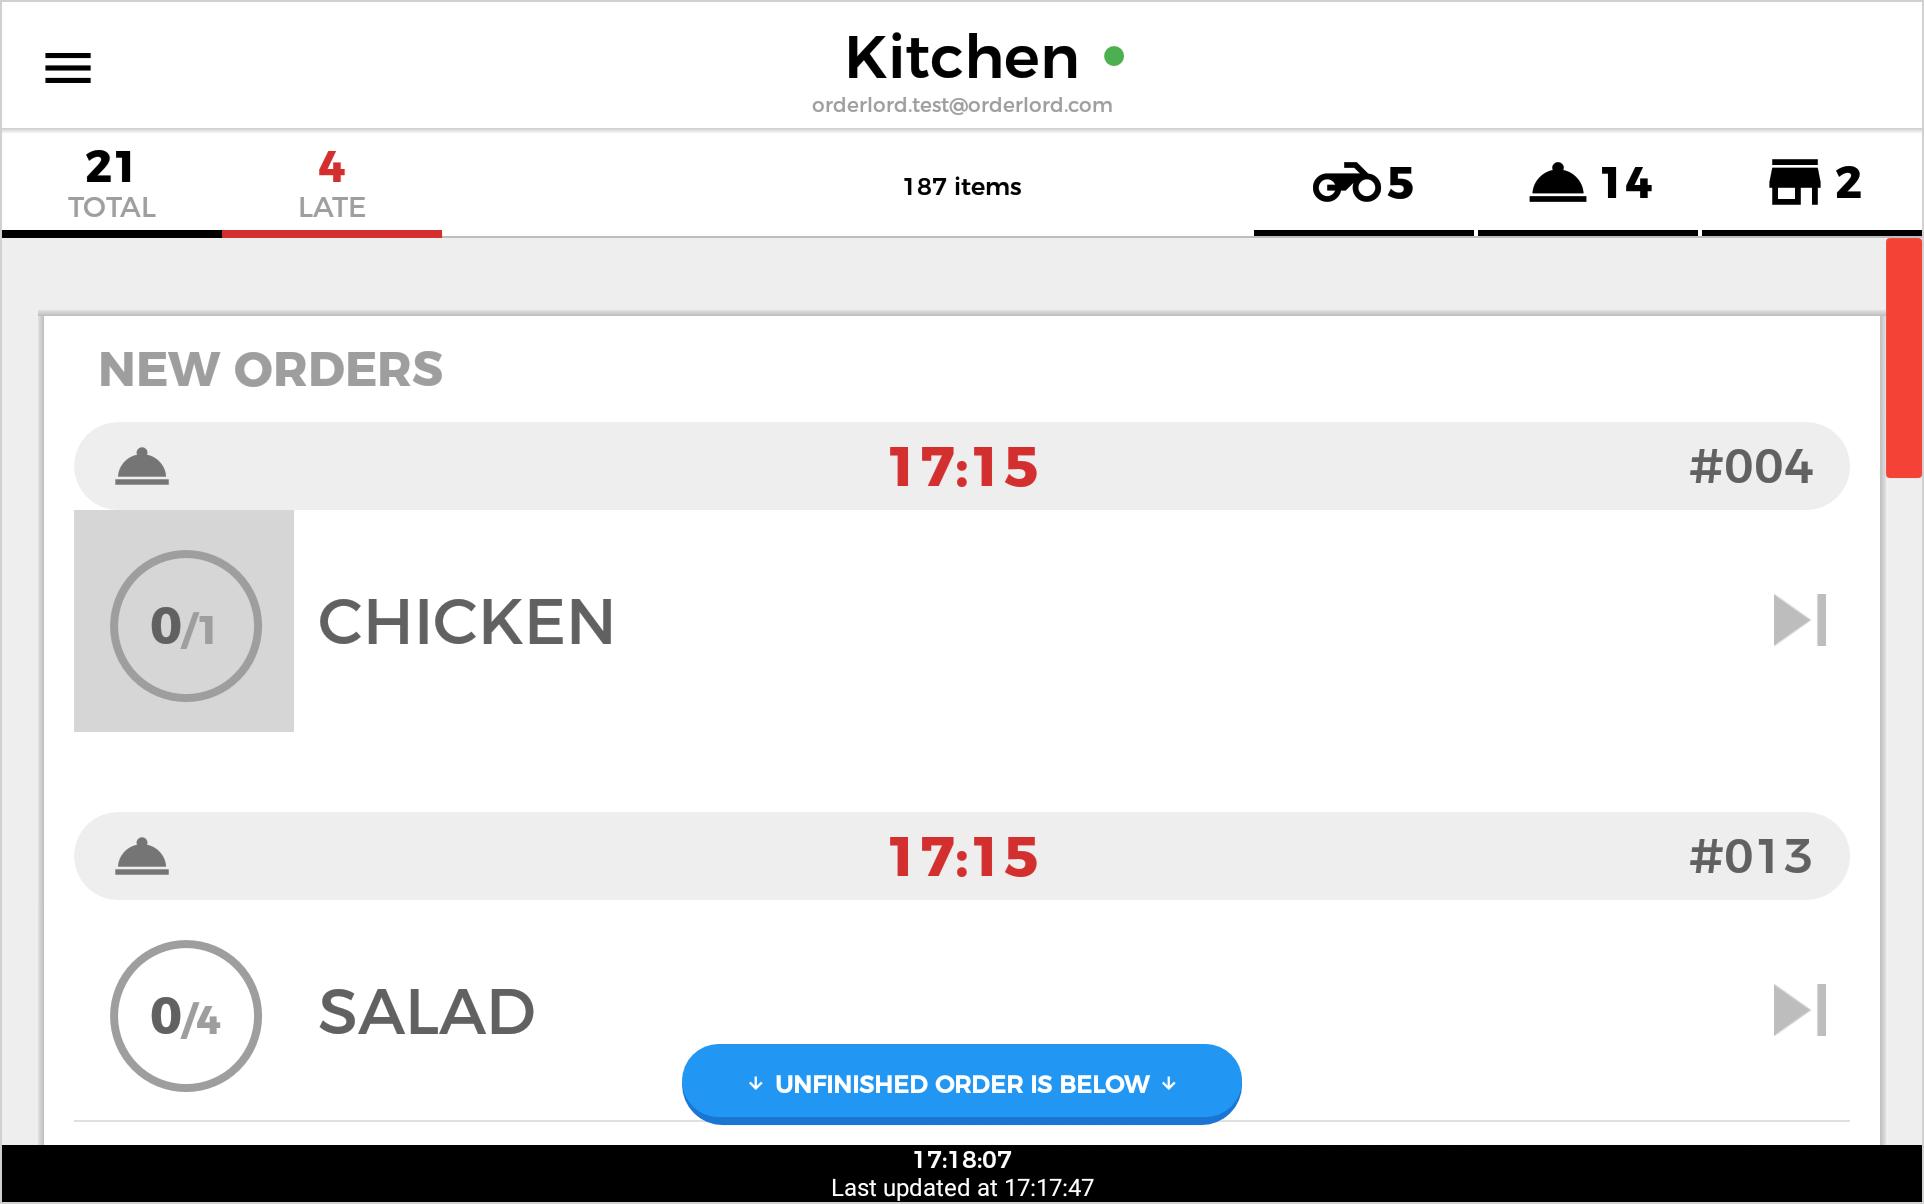 Kitchen
orderlord.test@orderlord.com
21
TOTAL
4
LATE
187 items
5
14
2
NEW ORDERS
17:15 #004
0/1 CHICKEN
17:15 #013
0/4 SALAD
↓ UNFINISHED ORDER IS BELOW ↓
17:18:07
Last updated at 17:17:47